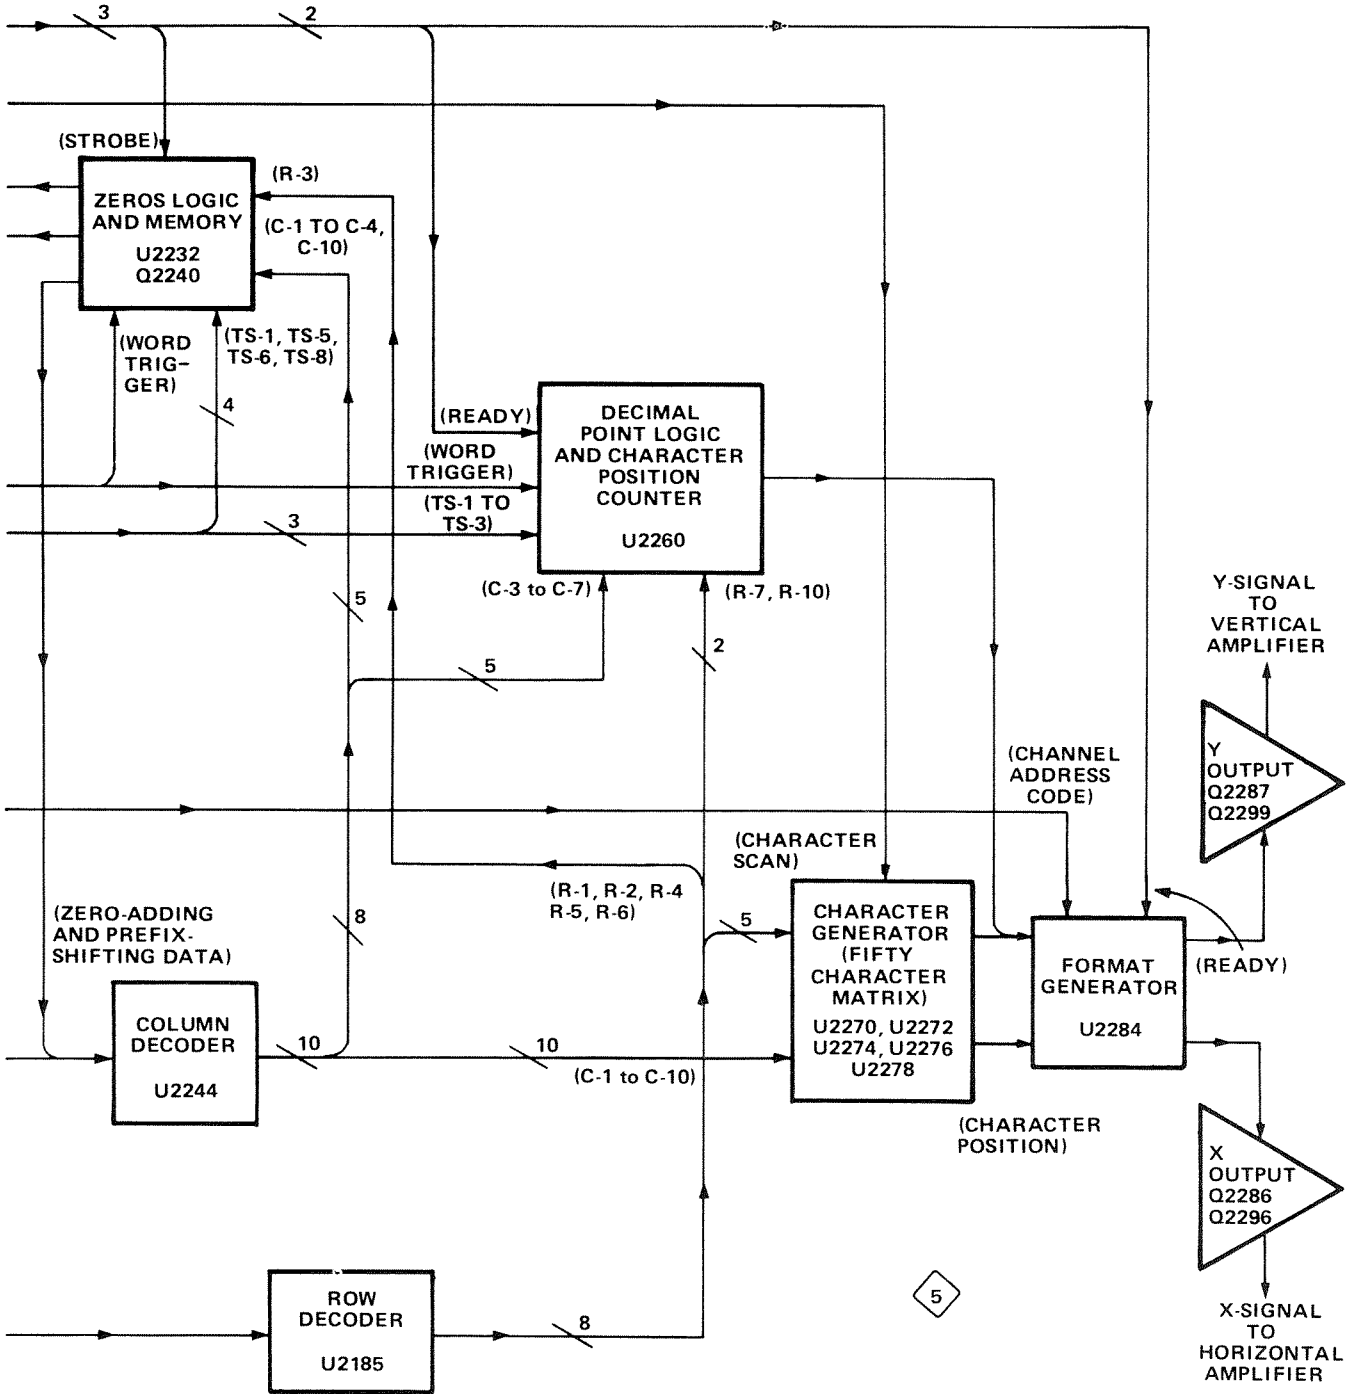 3
2
(STROBE)
ZEROS LOGIC
AND MEMORY
U2232
Q2240
(R-3)
(C-1 TO C-4,
C-10)
(WORD
TRIG-
GER)
(TS-1, TS-5,
TS-6, TS-8)
4
(READY)
(WORD
TRIGGER)
(TS-1 TO
TS-3)
3
DECIMAL
POINT LOGIC
AND CHARACTER
POSITION
COUNTER
U2260
(C-3 to C-7)
(R-7, R-10)
5
5
2
Y-SIGNAL
TO
VERTICAL
AMPLIFIER
Y
OUTPUT
Q2287
Q2299
(CHANNEL
ADDRESS
CODE)
(CHARACTER
SCAN)
(R-1, R-2, R-4
R-5, R-6)
8
5
(ZERO-ADDING
AND PREFIX-
SHIFTING DATA)
CHARACTER
GENERATOR
(FIFTY
CHARACTER
MATRIX)
U2270, U2272
U2274, U2276
U2278
FORMAT
GENERATOR
U2284
(READY)
COLUMN
DECODER
U2244
10
10
(C-1 to C-10)
(CHARACTER
POSITION)
X
OUTPUT
Q2286
Q2296
ROW
DECODER
U2185
8
5
X-SIGNAL
TO
HORIZONTAL
AMPLIFIER